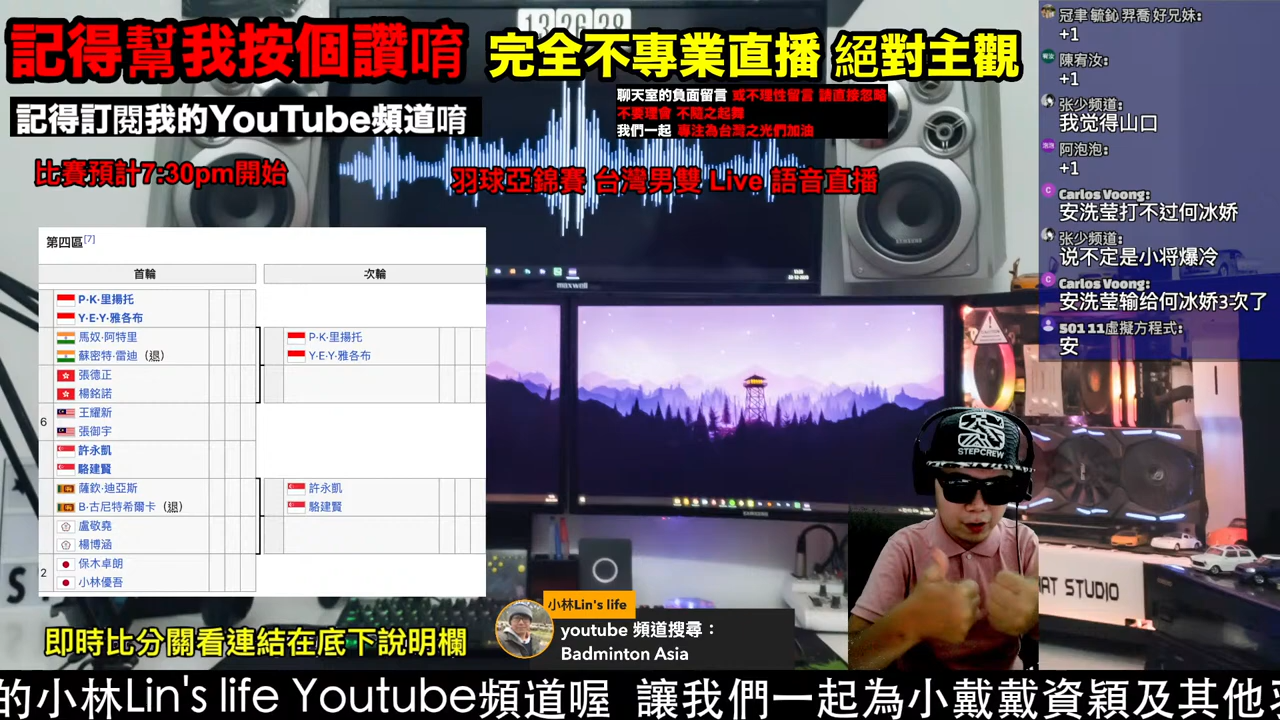 12 26 28
記得幫我按個讚唷
完全不專業直播 絕對主觀
記得訂閱我的YouTube頻道唷
聊天室的負面留言 或不理性留言 請直接忽略
不要理會 不隨之起舞
我們一起 專注為台灣之光們加油
比賽預計7:30pm開始
羽球亞錦賽 台灣男雙 Live 語音直播
第四區[7]
首輪
次輪
P·K·里揚托
Y·E·Y·雅各布
馬奴·阿特里
蘇密特·雷迪（退）
P·K·里揚托
Y·E·Y·雅各布
張德正
楊銘諾
6
王耀新
張御宇
許永凱
駱建賢
薩欽·迪亞斯
B·古尼特希爾卡（退）
許永凱
駱建賢
盧敬堯
楊博涵
2
保木卓朗
小林優吾
即時比分關看連結在底下說明欄
冠聿 毓鈊 羿喬 好兄妹:
+1
陳宥汝:
+1
张少频道:
我觉得山口
阿泡泡:
+1
Carlos Voong:
安洗莹打不过何冰娇
张少频道:
说不定是小将爆冷
Carlos Voong:
安洗莹输给何冰娇3次了
501 11虛擬方程式:
安
maxwell
SAMSUNG
STEPCREW
AT STUDIO
小林Lin's life
youtube 頻道搜尋：
Badminton Asia
的小林Lin's life Youtube頻道喔 讓我們一起為小戴戴資穎及其他